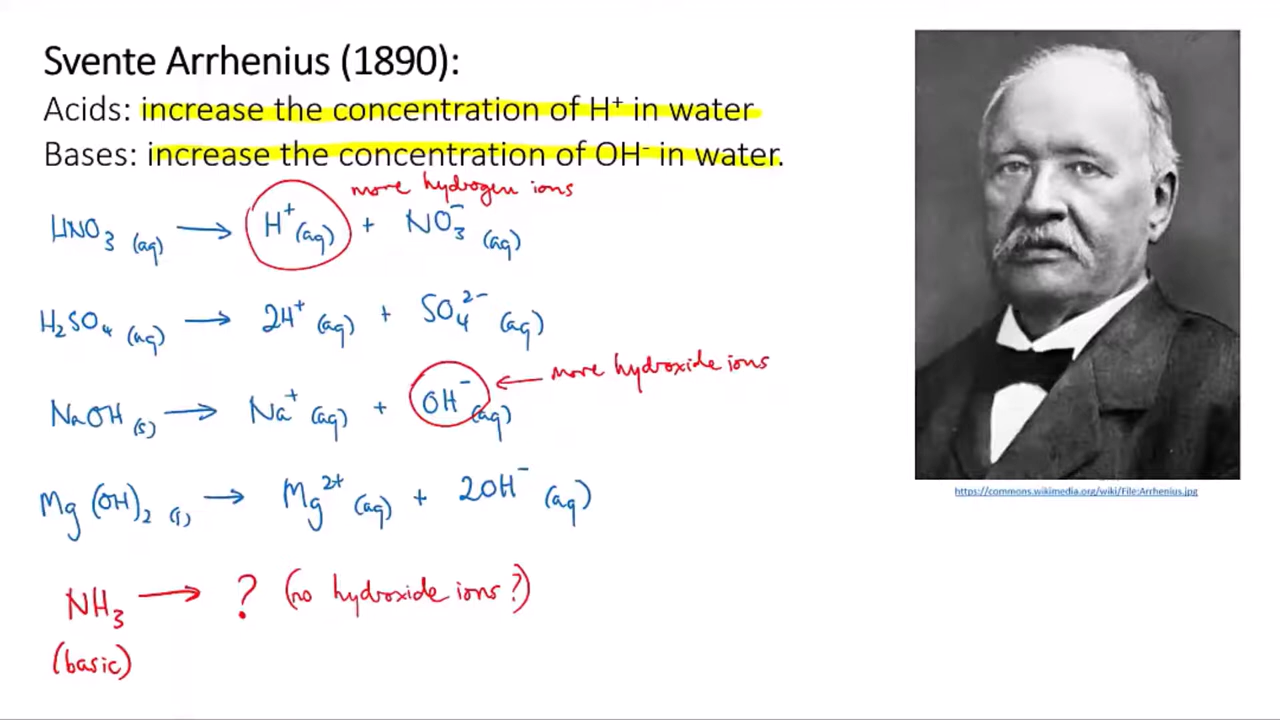 Svente Arrhenius (1890):
Acids: increase the concentration of H⁺ in water
Bases: increase the concentration of OH⁻ in water.
more hydrogen ions
HNO₃ (aq) → H⁺(aq) + NO₃⁻ (aq)
H₂SO₄ (aq) → 2H⁺ (aq) + SO₄²⁻ (aq)
more hydroxide ions
NaOH (s) → Na⁺ (aq) + OH⁻ (aq)
Mg(OH)₂ (s) → Mg²⁺ (aq) + 2OH⁻ (aq)
https://commons.wikimedia.org/wiki/File:Arrhenius.jpg
NH₃ → ? (no hydroxide ions?)
(basic)